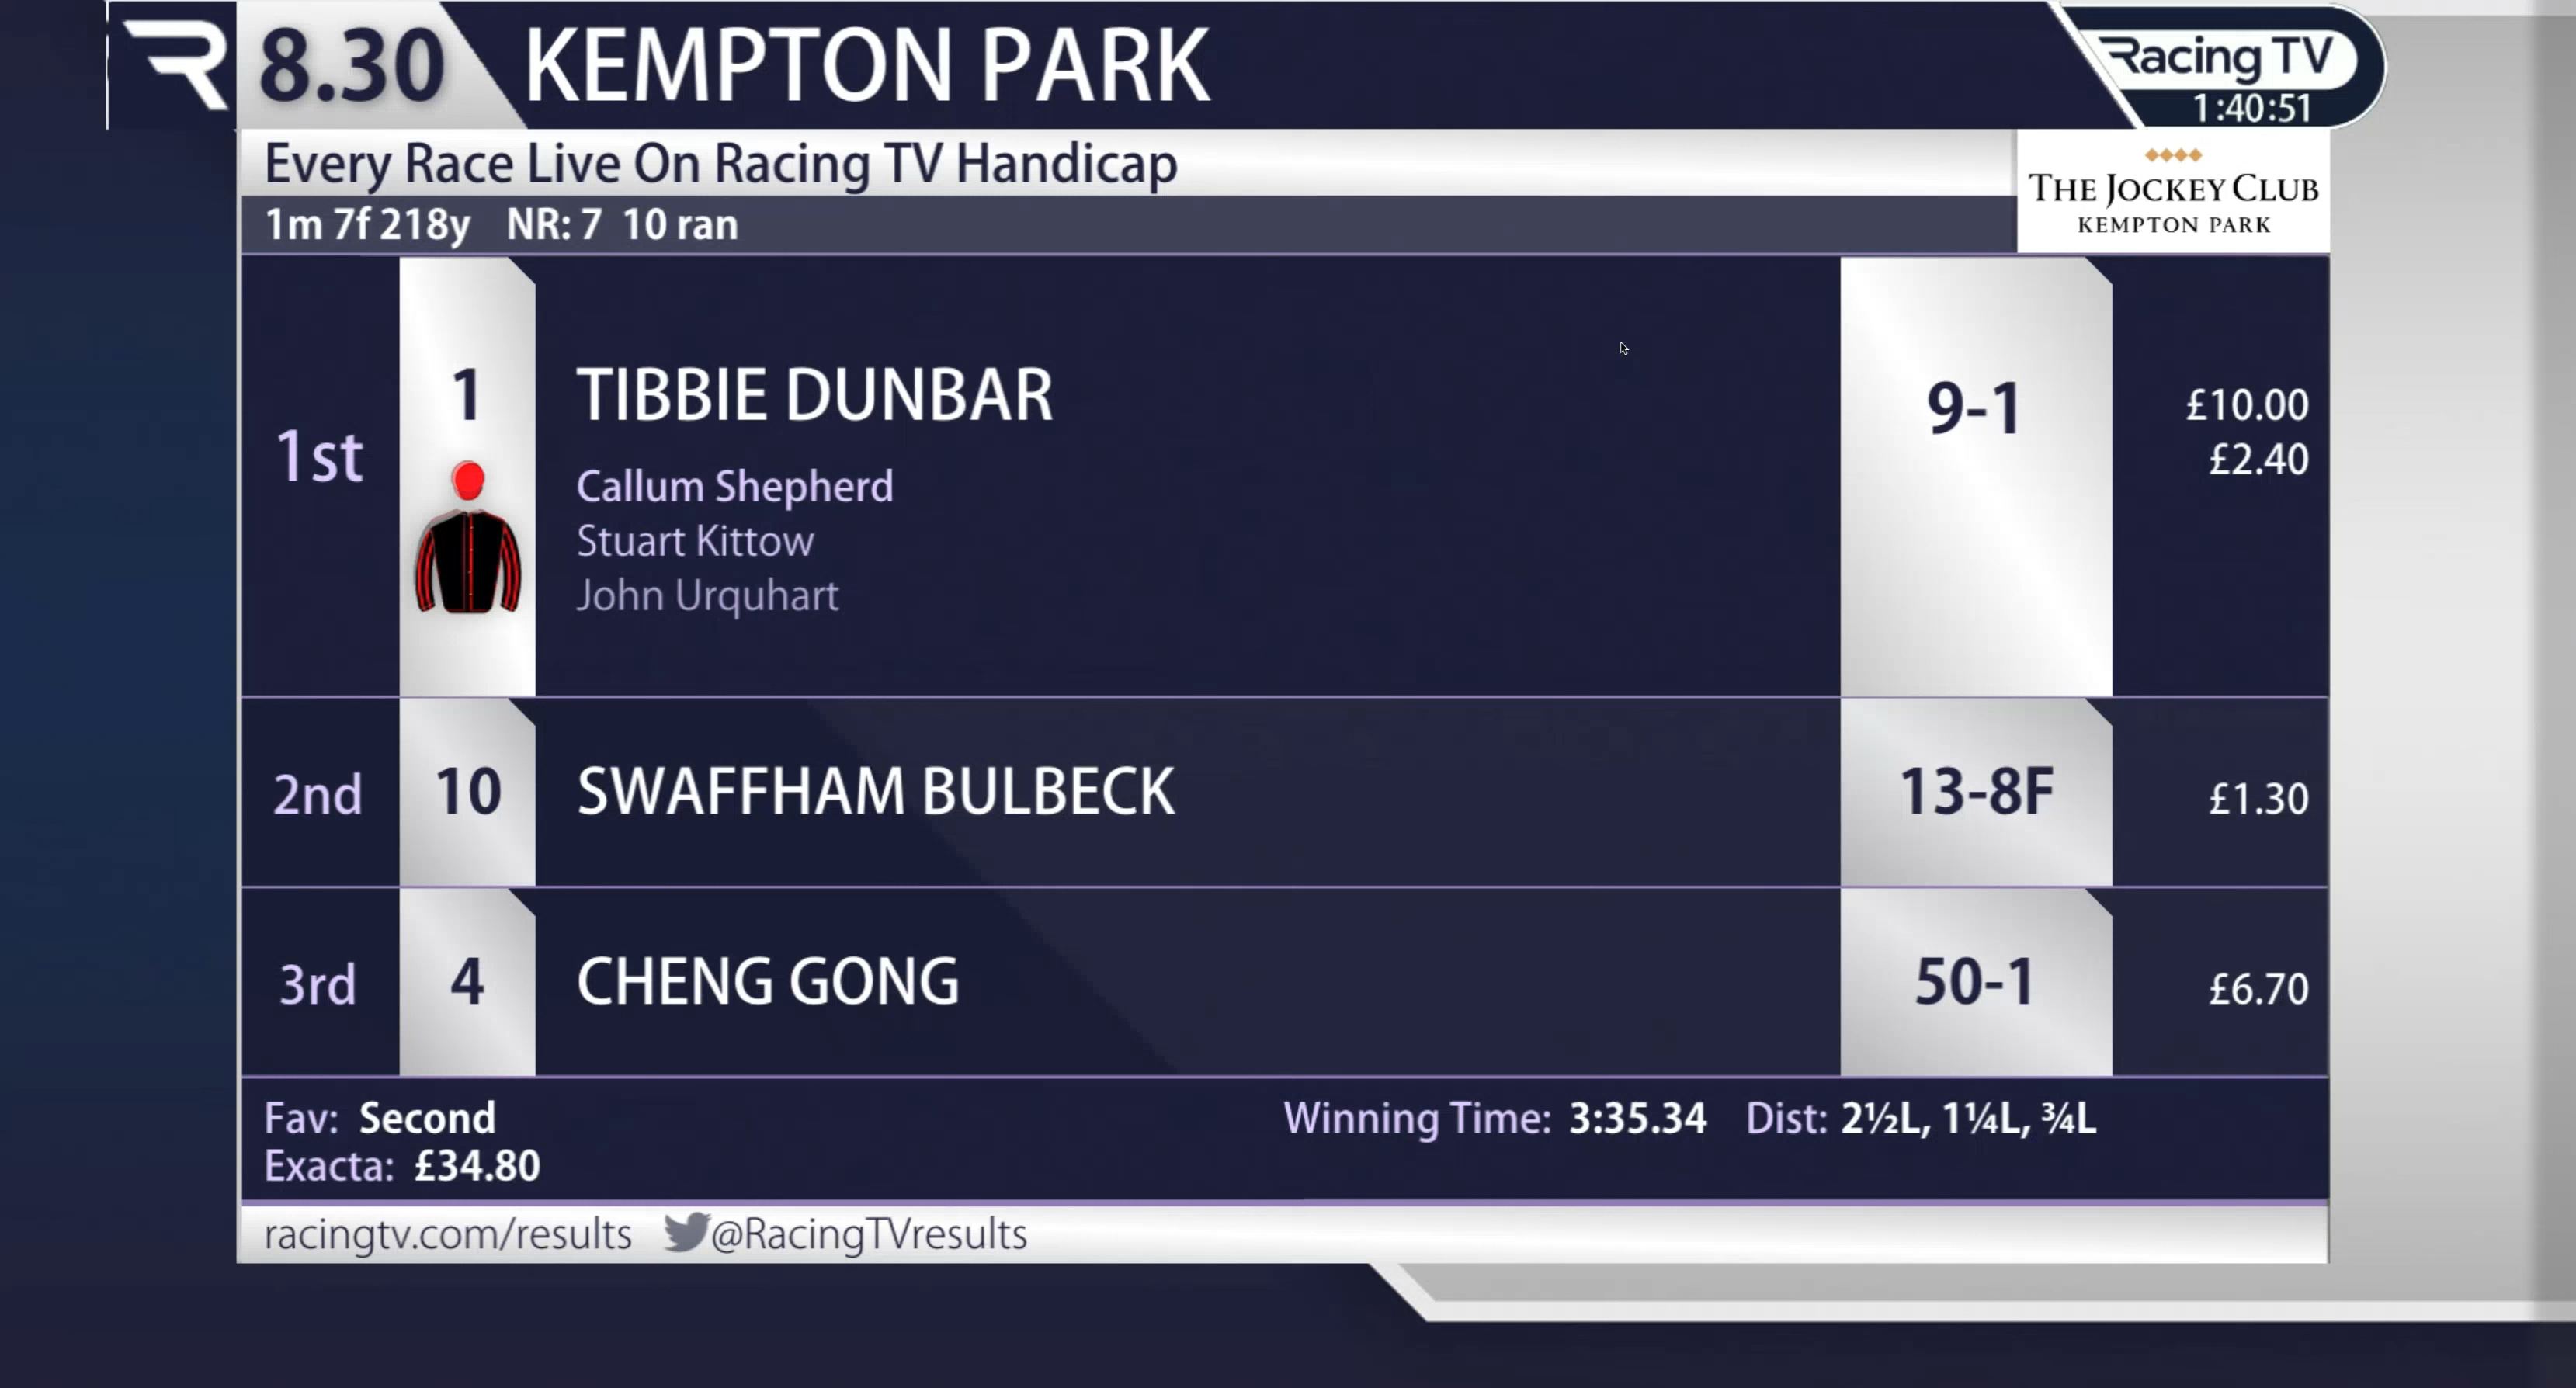 8.30 KEMPTON PARK
Racing TV
1:40:51
Every Race Live On Racing TV Handicap
THE JOCKEY CLUB
KEMPTON PARK
1m 7f 218y NR: 7 10 ran
1st 1 TIBBIE DUNBAR 9-1 £10.00
£2.40
Callum Shepherd
Stuart Kittow
John Urquhart
2nd 10 SWAFFHAM BULBECK 13-8F £1.30
3rd 4 CHENG GONG 50-1 £6.70
Fav: Second Winning Time: 3:35.34 Dist: 2½L, 1¼L, ¾L
Exacta: £34.80
racingtv.com/results @RacingTVresults